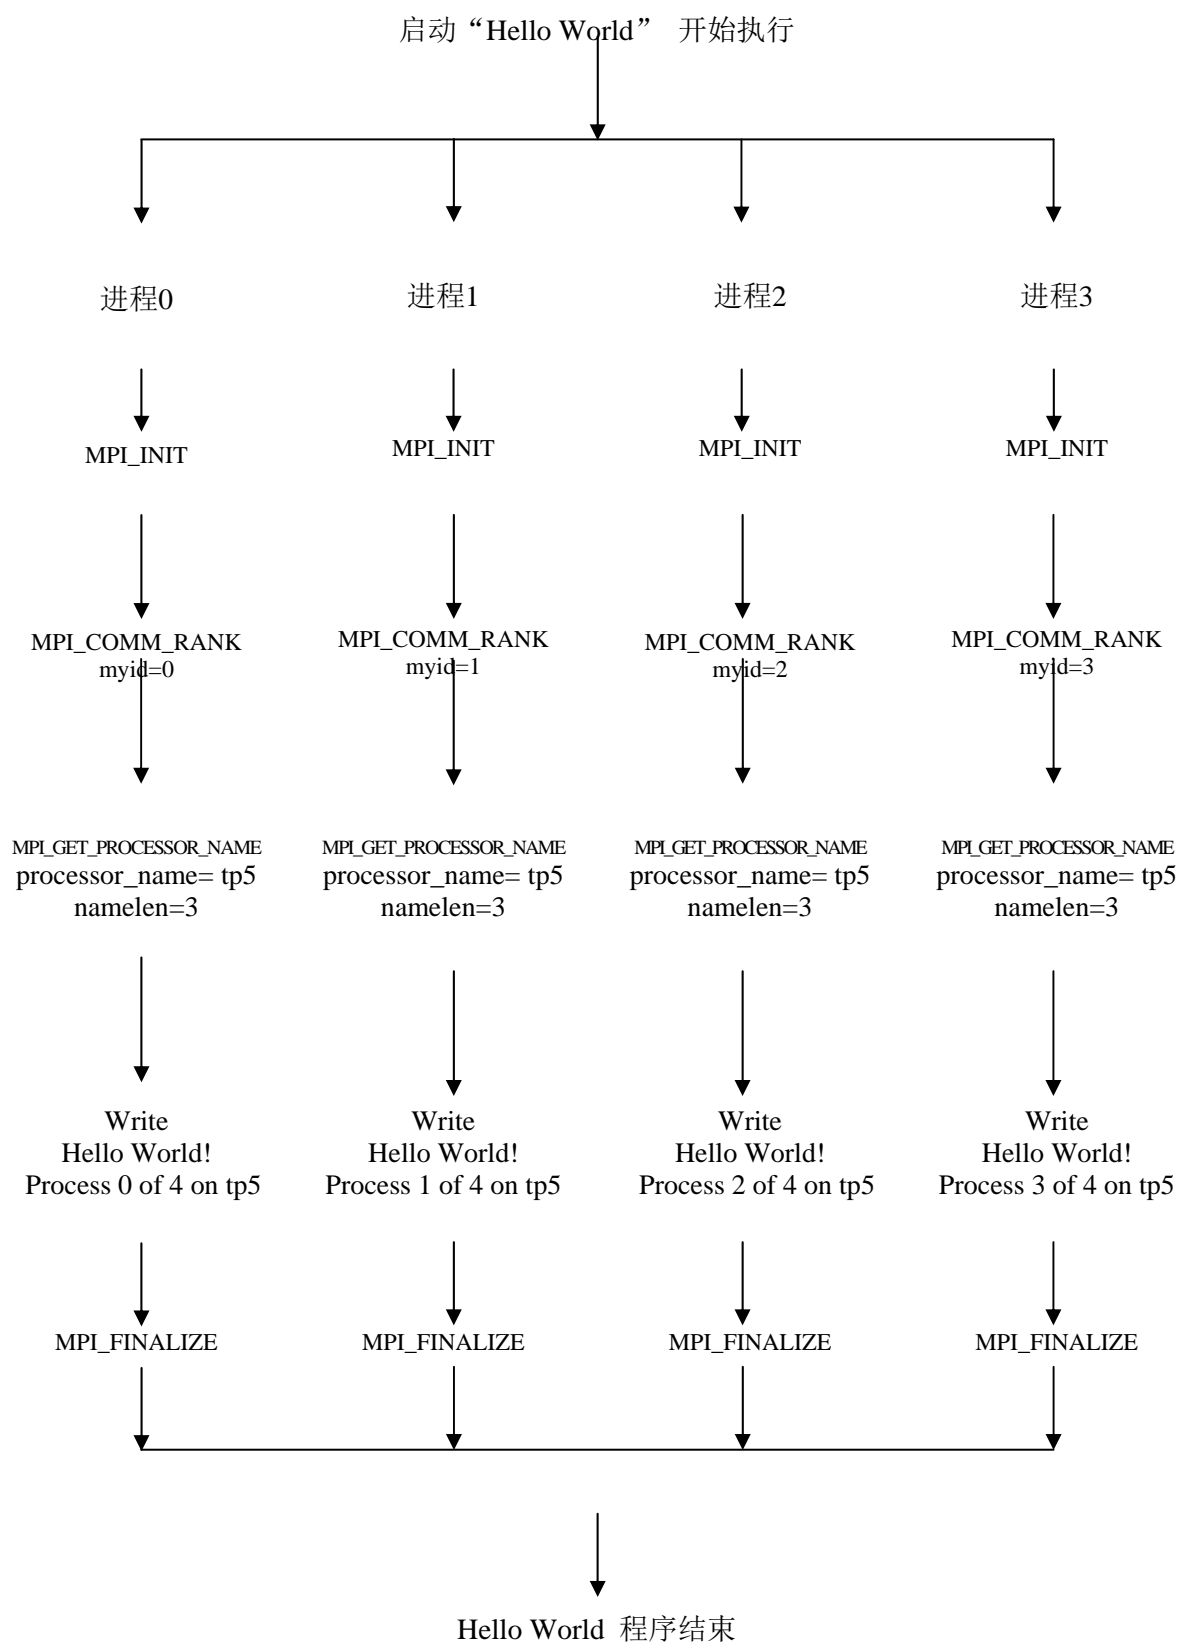 启动“Hello World” 开始执行
进程0 进程1 进程2 进程3
MPI_INIT MPI_INIT MPI_INIT MPI_INIT
MPI_COMM_RANK MPI_COMM_RANK MPI_COMM_RANK MPI_COMM_RANK
myid=0 myid=1 myid=2 myid=3
MPI_GET_PROCESSOR_NAME MPI_GET_PROCESSOR_NAME MPI_GET_PROCESSOR_NAME MPI_GET_PROCESSOR_NAME
processor_name= tp5 processor_name= tp5 processor_name= tp5 processor_name= tp5
namelen=3 namelen=3 namelen=3 namelen=3
Write Write Write Write
Hello World! Hello World! Hello World! Hello World!
Process 0 of 4 on tp5 Process 1 of 4 on tp5 Process 2 of 4 on tp5 Process 3 of 4 on tp5
MPI_FINALIZE MPI_FINALIZE MPI_FINALIZE MPI_FINALIZE
Hello World 程序结束